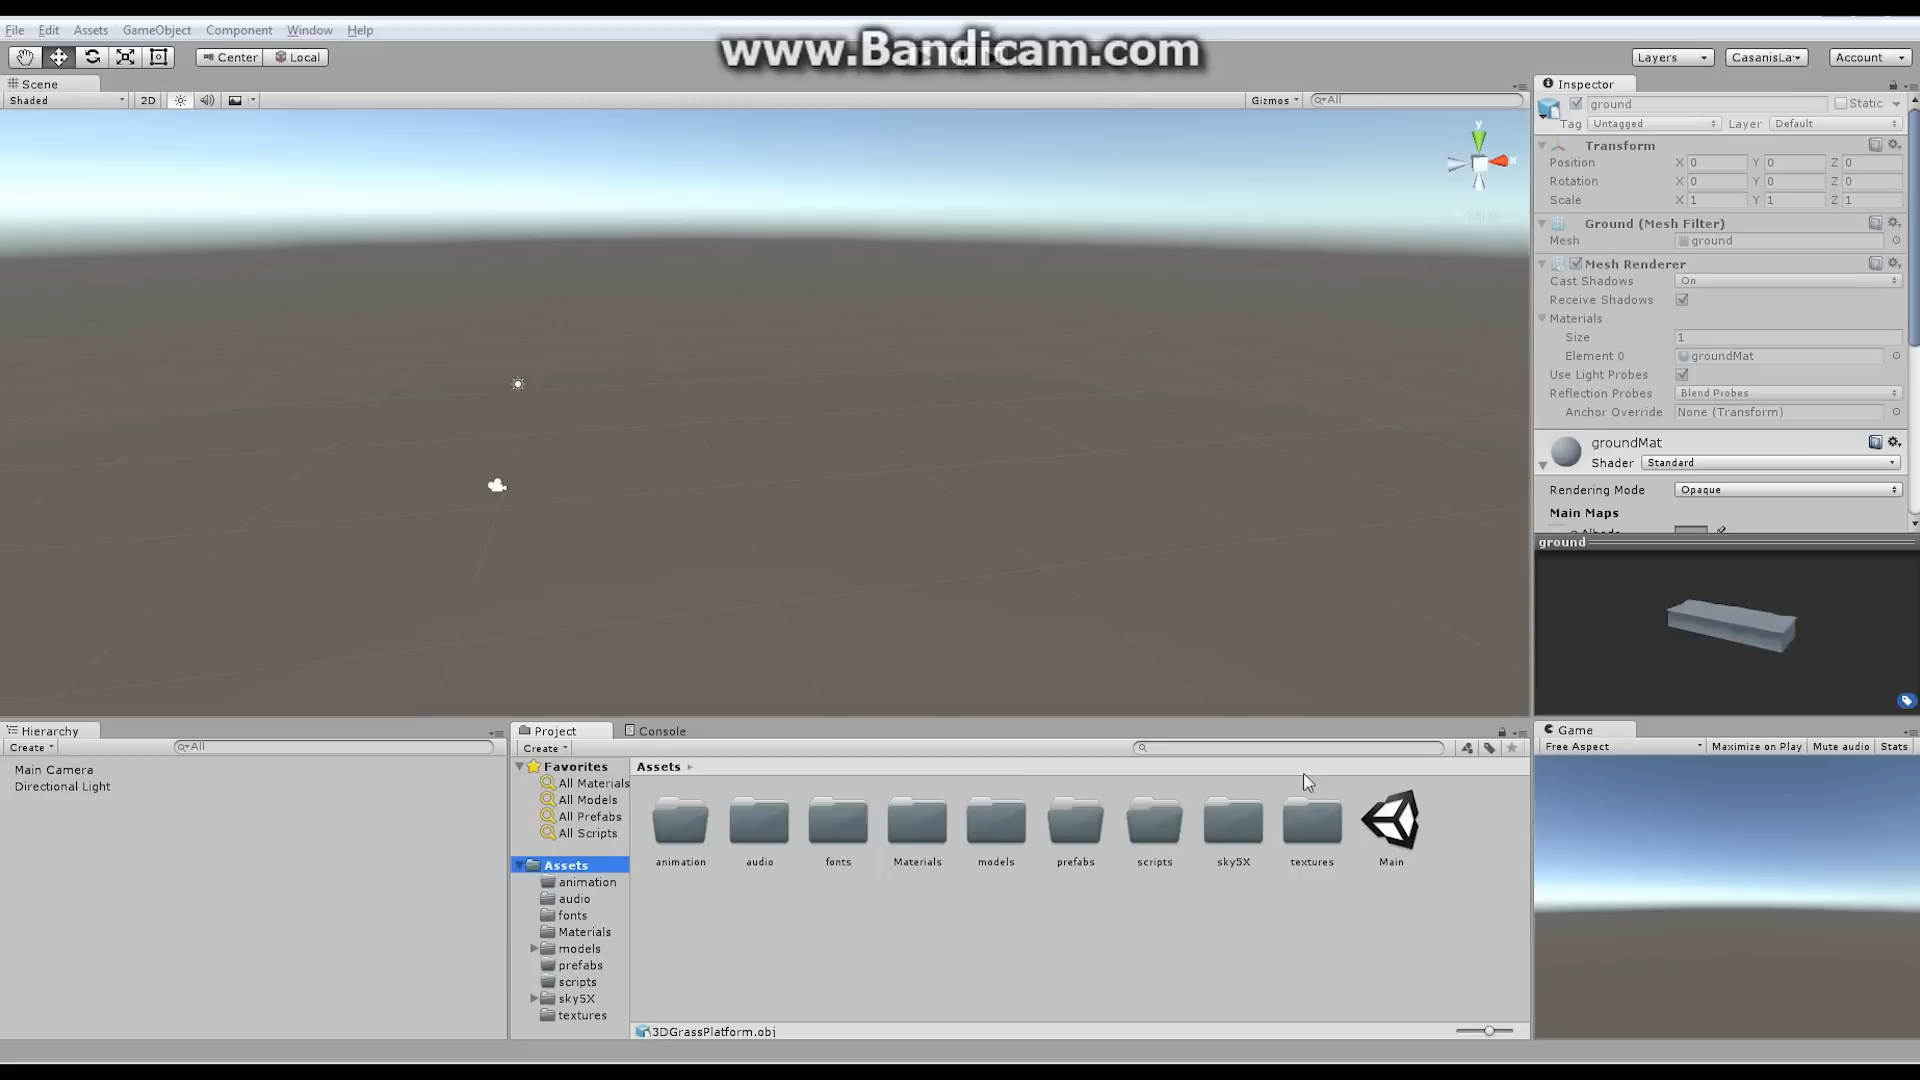 www.Bandicam.com
File Edit Assets GameObject Component Window Help
Center Local
Layers CasanisLa Account
Scene
Shaded 2D Gizmos All
y
x
Inspector
ground Static
Tag Untagged Layer Default
Transform
Position X 0 Y 0 Z 0
Rotation X 0 Y 0 Z 0
Scale X 1 Y 1 Z 1
Ground (Mesh Filter)
Mesh ground
Mesh Renderer
Cast Shadows On
Receive Shadows
Materials
Size 1
Element 0 groundMat
Use Light Probes
Reflection Probes Blend Probes
Anchor Override None (Transform)
groundMat
Shader Standard
Rendering Mode Opaque
Main Maps
ground
Hierarchy
Create All
Main Camera
Directional Light
Project Console
Create
Favorites
All Materials
All Models
All Prefabs
All Scripts
Assets
animation
audio
fonts
Materials
models
prefabs
scripts
sky5X
textures
Assets
animation audio fonts Materials models prefabs scripts sky5X textures Main
3DGrassPlatform.obj
Game
Free Aspect Maximize on Play Mute audio Stats